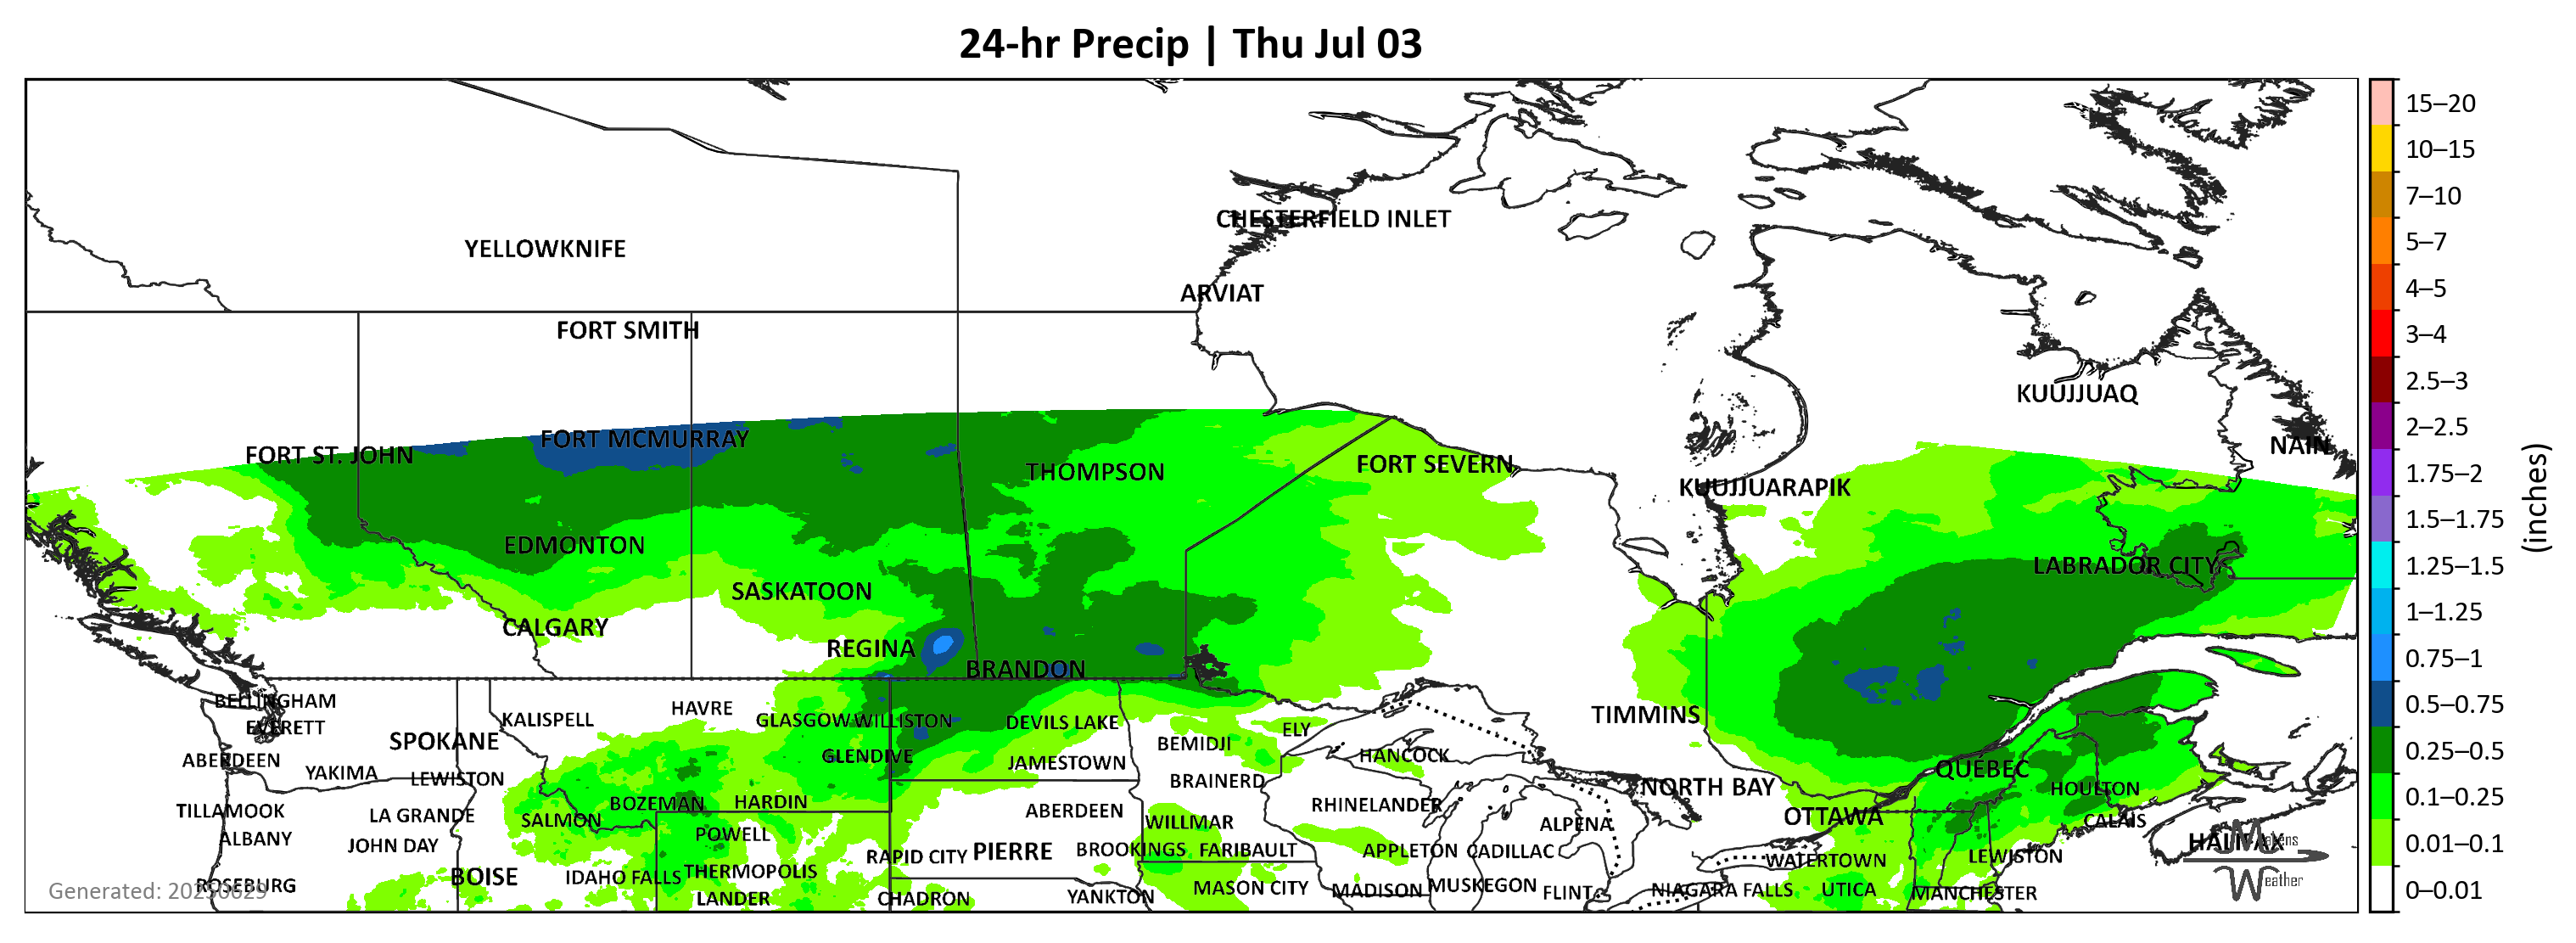 24-hr Precip | Thu Jul 03
CHESTERFIELD INLET
YELLOWKNIFE
ARVIAT
FORT SMITH
KUUJJUAQ
FORT MCMURRAY
NAIN
FORT ST. JOHN
THOMPSON
FORT SEVERN
KUUJJUARAPIK
EDMONTON
LABRADOR CITY
SASKATOON
CALGARY
REGINA
BRANDON
BELLINGHAM
KALISPELL
HAVRE
GLASGOW
WILLISTON
DEVILS LAKE
TIMMINS
EVERETT
ELY
SPOKANE
BEMIDJI
ABERDEEN
GLENDIVE
JAMESTOWN
HANCOCK
QUÉBEC
YAKIMA
LEWISTON
BRAINERD
NORTH BAY
HOULTON
TILLAMOOK
LA GRANDE
BOZEMAN
HARDIN
ABERDEEN
RHINELANDER
OTTAWA
SALMON
WILLMAR
ALPENA
CALAIS
ALBANY
JOHN DAY
POWELL
HALIFAX
RAPID CITY
PIERRE
BROOKINGS
FARIBAULT
APPLETON
CADILLAC
WATERTOWN
LEWISTON
BOISE
IDAHO FALLS
THERMOPOLIS
ROSEBURG
MASON CITY
MADISON
MUSKEGON
FLINT
NIAGARA FALLS
UTICA
MANCHESTER
LANDER
CHADRON
YANKTON
Generated: 20250629
Weather
15–20
10–15
7–10
5–7
4–5
3–4
2.5–3
2–2.5
1.75–2
1.5–1.75
1.25–1.5
1–1.25
0.75–1
0.5–0.75
0.25–0.5
0.1–0.25
0.01–0.1
0–0.01
(inches)